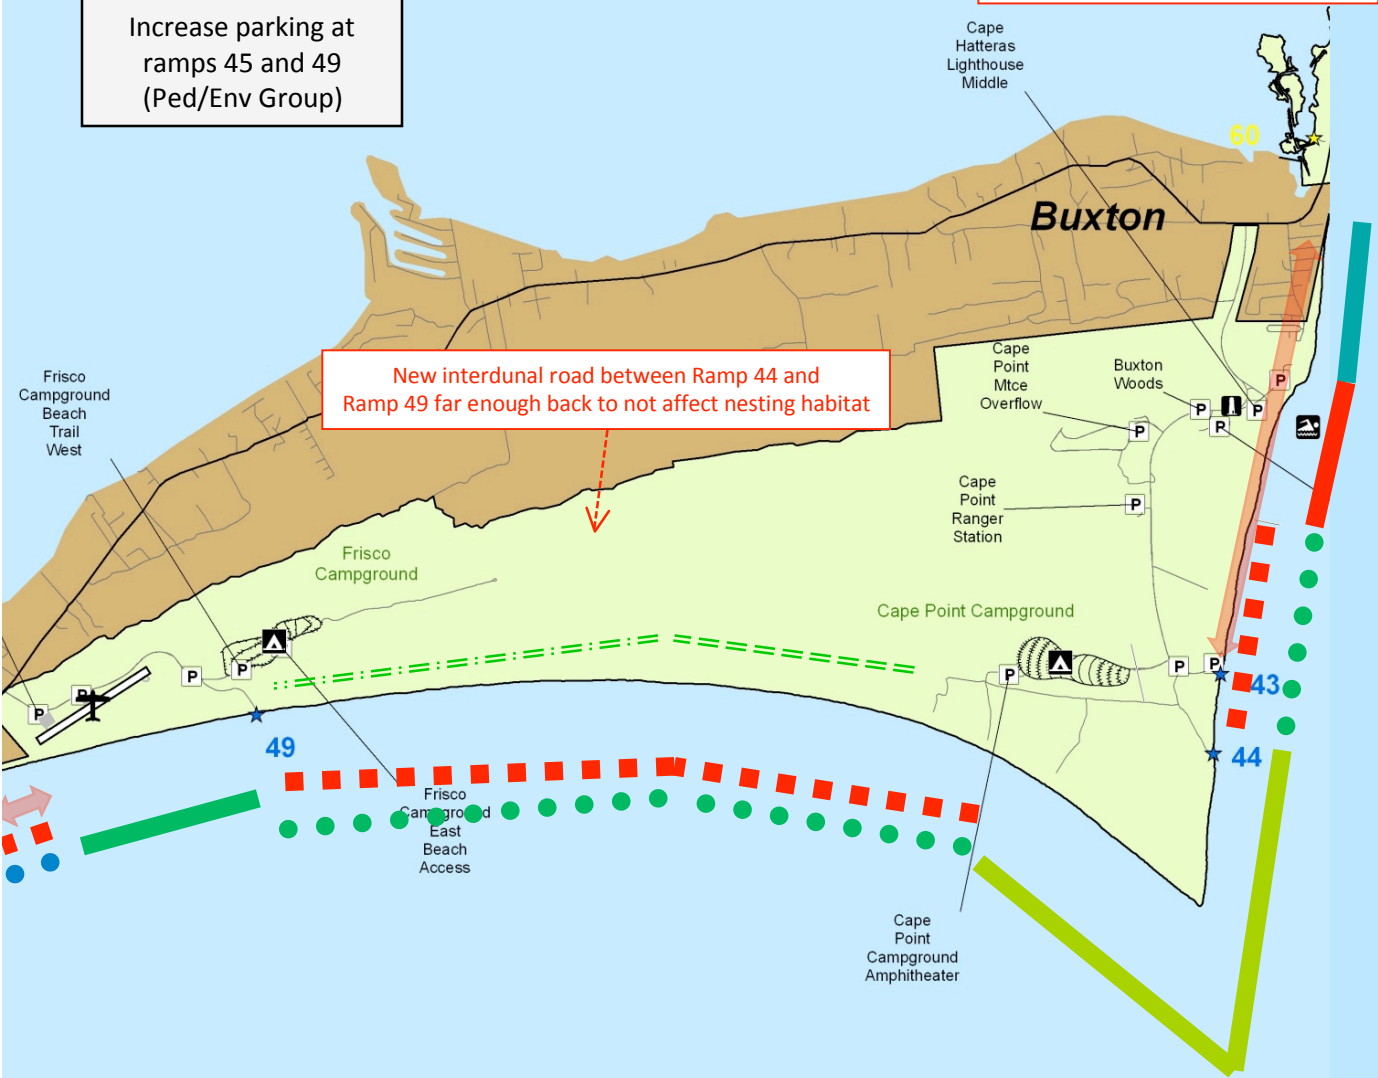 Increase parking at
ramps 45 and 49
(Ped/Env Group)
Cape
Hatteras
Lighthouse
Middle
60
Buxton
New interdunal road between Ramp 44 and
Ramp 49 far enough back to not affect nesting habitat
Frisco
Campground
Beach
Trail
West
Cape
Point
Mtce
Overflow
Buxton
Woods
P
P
P
P
P
Cape
Point
Ranger
Station
P
Frisco
Campground
Cape Point Campground
P
P
P
P
P
P
P
43
44
49
Frisco
Campground
East
Beach
Access
Cape
Point
Campground
Amphitheater